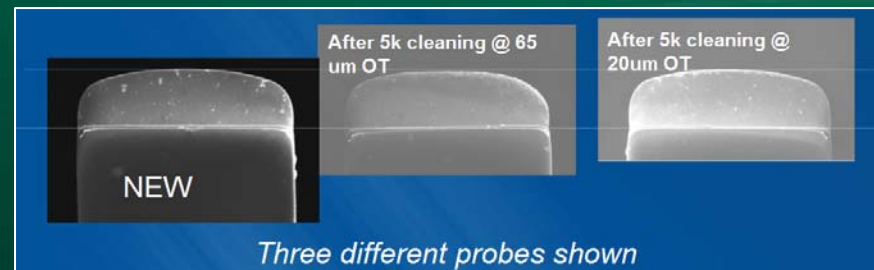 NEW
After 5k cleaning @ 65
um OT
After 5k cleaning @
20um OT
Three different probes shown